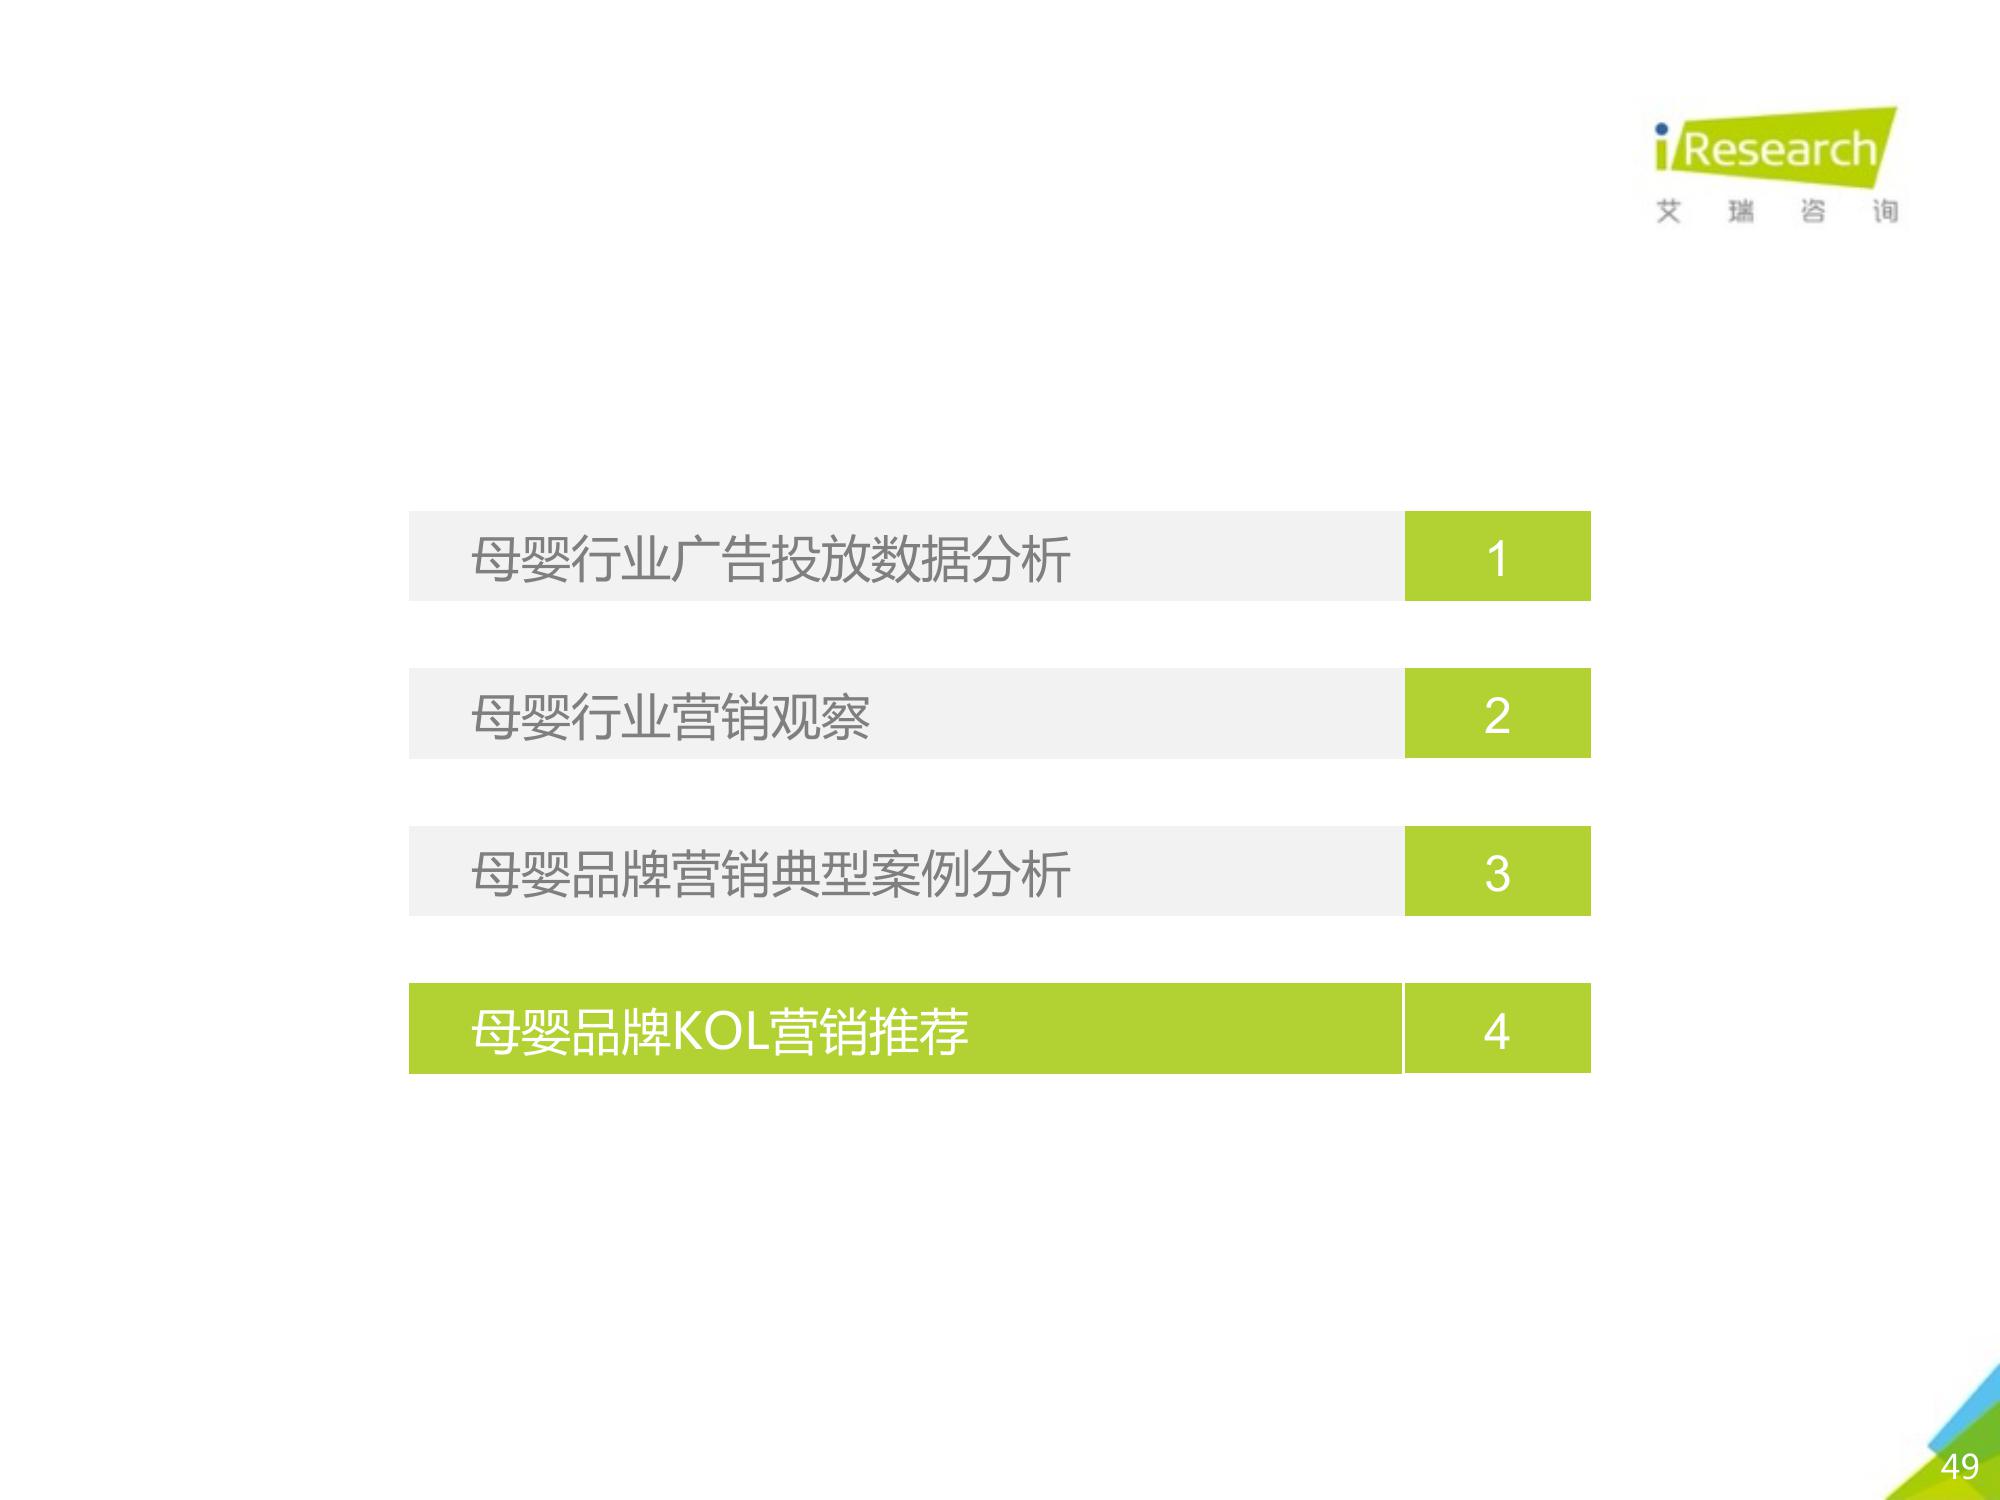 iResearch
艾瑞咨询
母婴行业广告投放数据分析 1
母婴行业营销观察 2
母婴品牌营销典型案例分析 3
母婴品牌KOL营销推荐 4
49